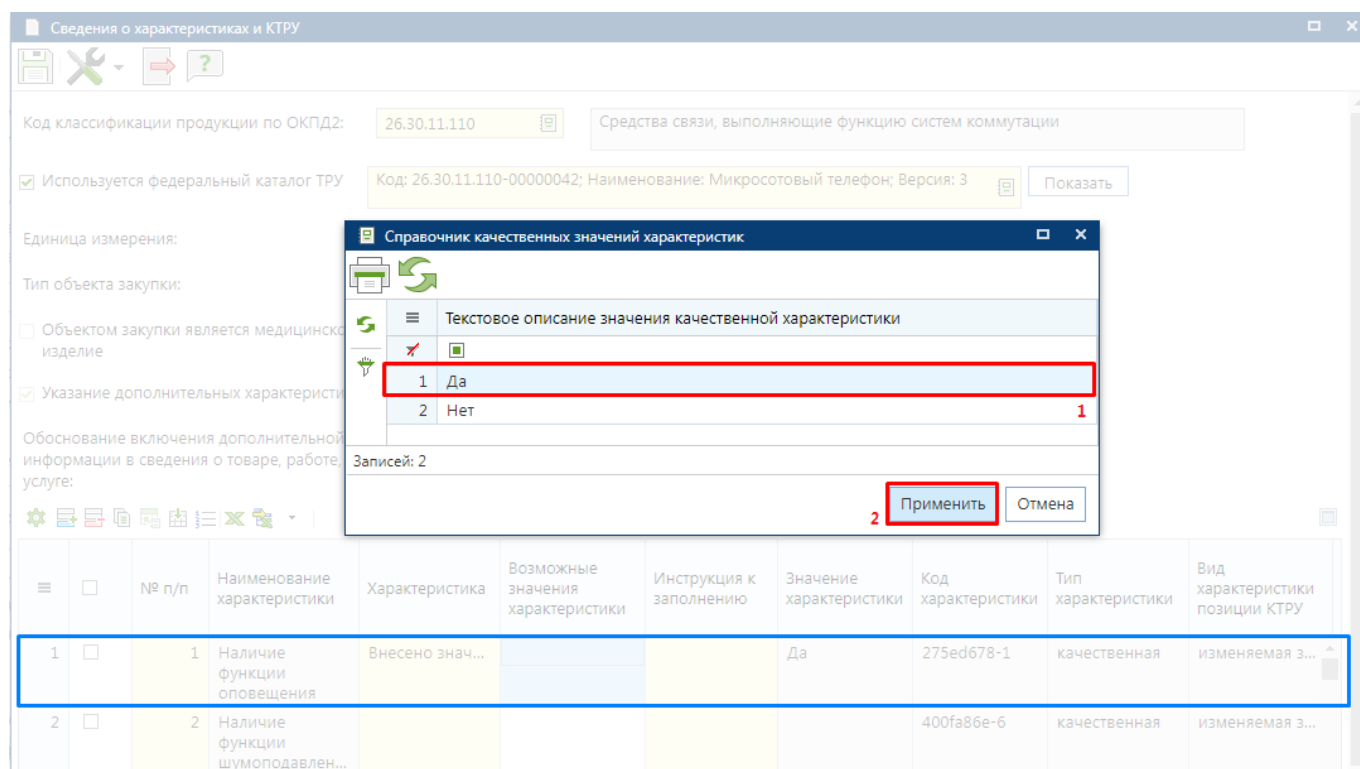 Сведения о характеристиках и КТРУ
Код классификации продукции по ОКПД2:
26.30.11.110
Средства связи, выполняющие функцию систем коммутации
Используется федеральный каталог ТРУ
Код: 26.30.11.110-00000042; Наименование: Микросотовый телефон; Версия: 3
Показать
Единица измерения:
Тип объекта закупки:
Объектом закупки является медицинско
изделие
Указание дополнительных характеристи
Обоснование включения дополнительной
информации в сведения о товаре, работе,
услуге:
Справочник качественных значений характеристик
Текстовое описание значения качественной характеристики
1 Да
2 Нет
1
Записей: 2
2
Применить
Отмена
№ п/п
Наименование
характеристики
Характеристика
Возможные
значения
характеристики
Инструкция к
заполнению
Значение
характеристики
Код
характеристики
Тип
характеристики
Вид
характеристики
позиции КТРУ
1
1
Наличие
функции
оповещения
Внесено знач...
Да
275ed678-1
качественная
изменяемая з...
2
2
Наличие
функции
шумоподавлен...
400fa86e-6
качественная
изменяемая з...